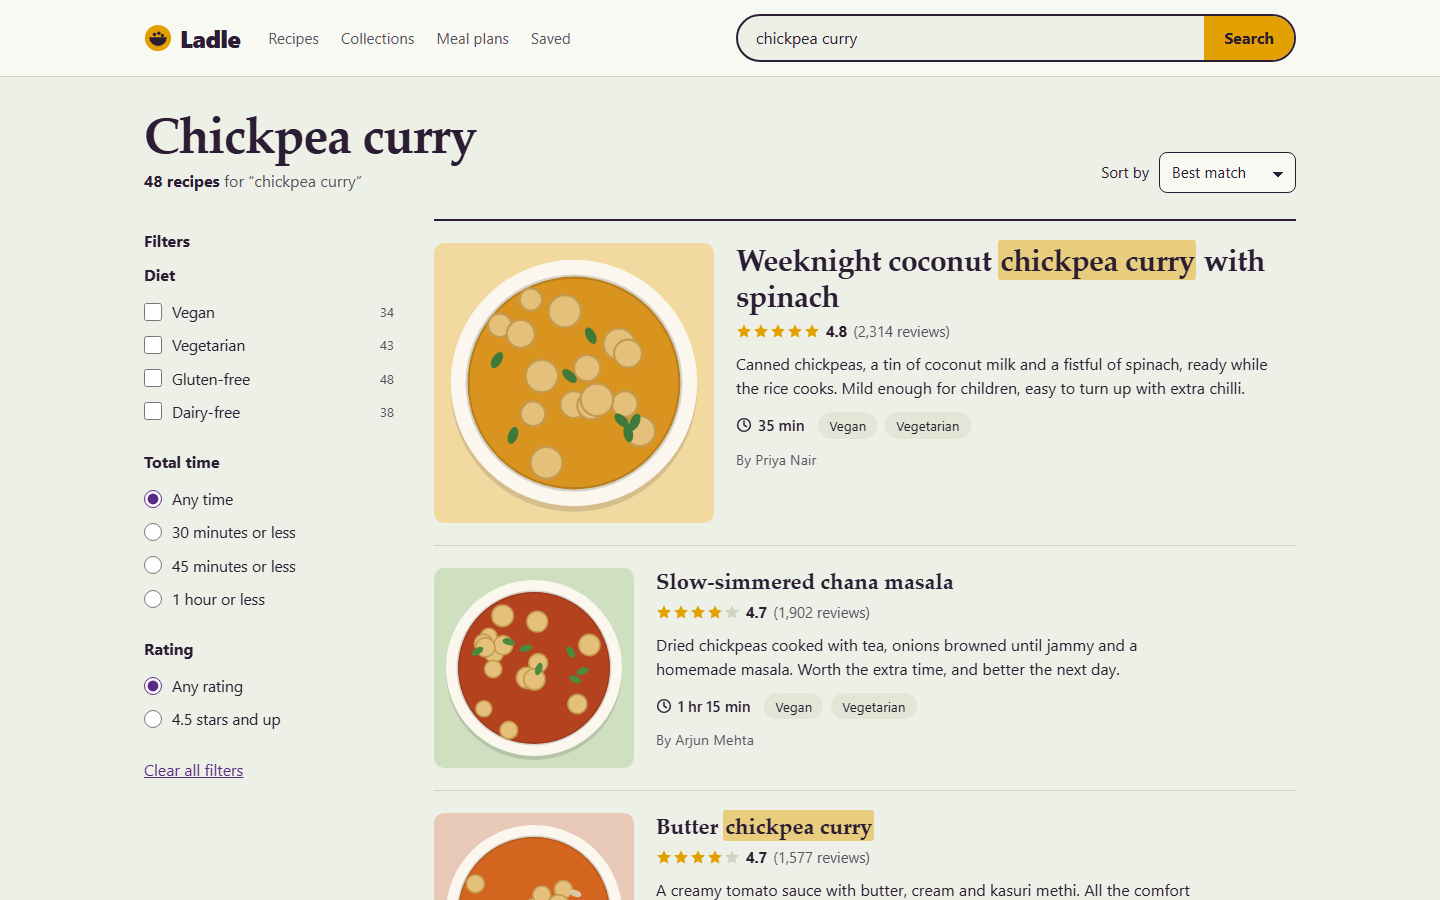 Ladle
Recipes
Collections
Meal plans
Saved
chickpea curry
Search
Chickpea curry
48 recipes for “chickpea curry”
Sort by
Best match
Filters
Diet
Vegan 34
Vegetarian 43
Gluten-free 48
Dairy-free 38
Total time
Any time
30 minutes or less
45 minutes or less
1 hour or less
Rating
Any rating
4.5 stars and up
Clear all filters
Weeknight coconut chickpea curry with
spinach
4.8 (2,314 reviews)
Canned chickpeas, a tin of coconut milk and a fistful of spinach, ready while
the rice cooks. Mild enough for children, easy to turn up with extra chilli.
35 min Vegan Vegetarian
By Priya Nair
Slow-simmered chana masala
4.7 (1,902 reviews)
Dried chickpeas cooked with tea, onions browned until jammy and a
homemade masala. Worth the extra time, and better the next day.
1 hr 15 min Vegan Vegetarian
By Arjun Mehta
Butter chickpea curry
4.7 (1,577 reviews)
A creamy tomato sauce with butter, cream and kasuri methi. All the comfort